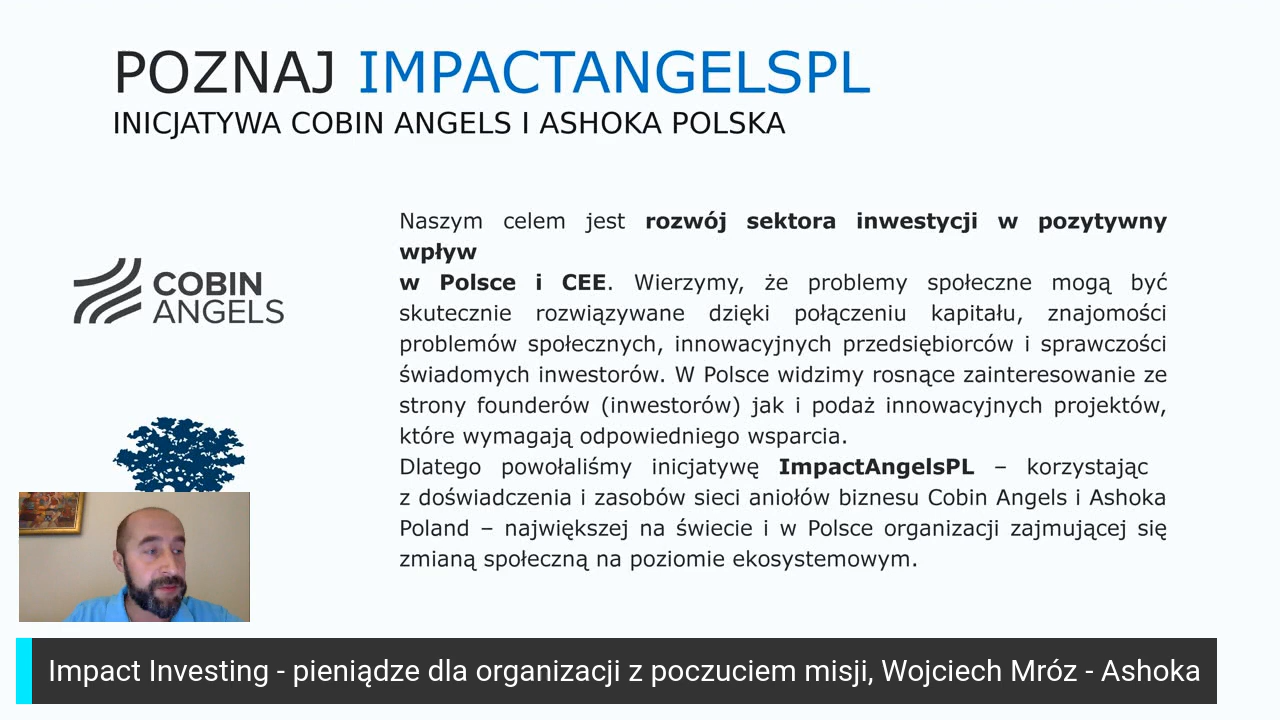 POZNAJ IMPACTANGELSPL
INICJATYWA COBIN ANGELS I ASHOKA POLSKA
Naszym celem jest rozwój sektora inwestycji w pozytywny
wpływ
w Polsce i CEE. Wierzymy, że problemy społeczne mogą być
skutecznie rozwiązywane dzięki połączeniu kapitału, znajomości
problemów społecznych, innowacyjnych przedsiębiorców i sprawczości
świadomych inwestorów. W Polsce widzimy rosnące zainteresowanie ze
strony founderów (inwestorów) jak i podaż innowacyjnych projektów,
które wymagają odpowiedniego wsparcia.
Dlatego powołaliśmy inicjatywę ImpactAngelsPL – korzystając
z doświadczenia i zasobów sieci aniołów biznesu Cobin Angels i Ashoka
Poland – największej na świecie i w Polsce organizacji zajmującej się
zmianą społeczną na poziomie ekosystemowym.
COBIN
ANGELS
Impact Investing - pieniądze dla organizacji z poczuciem misji, Wojciech Mróz - Ashoka